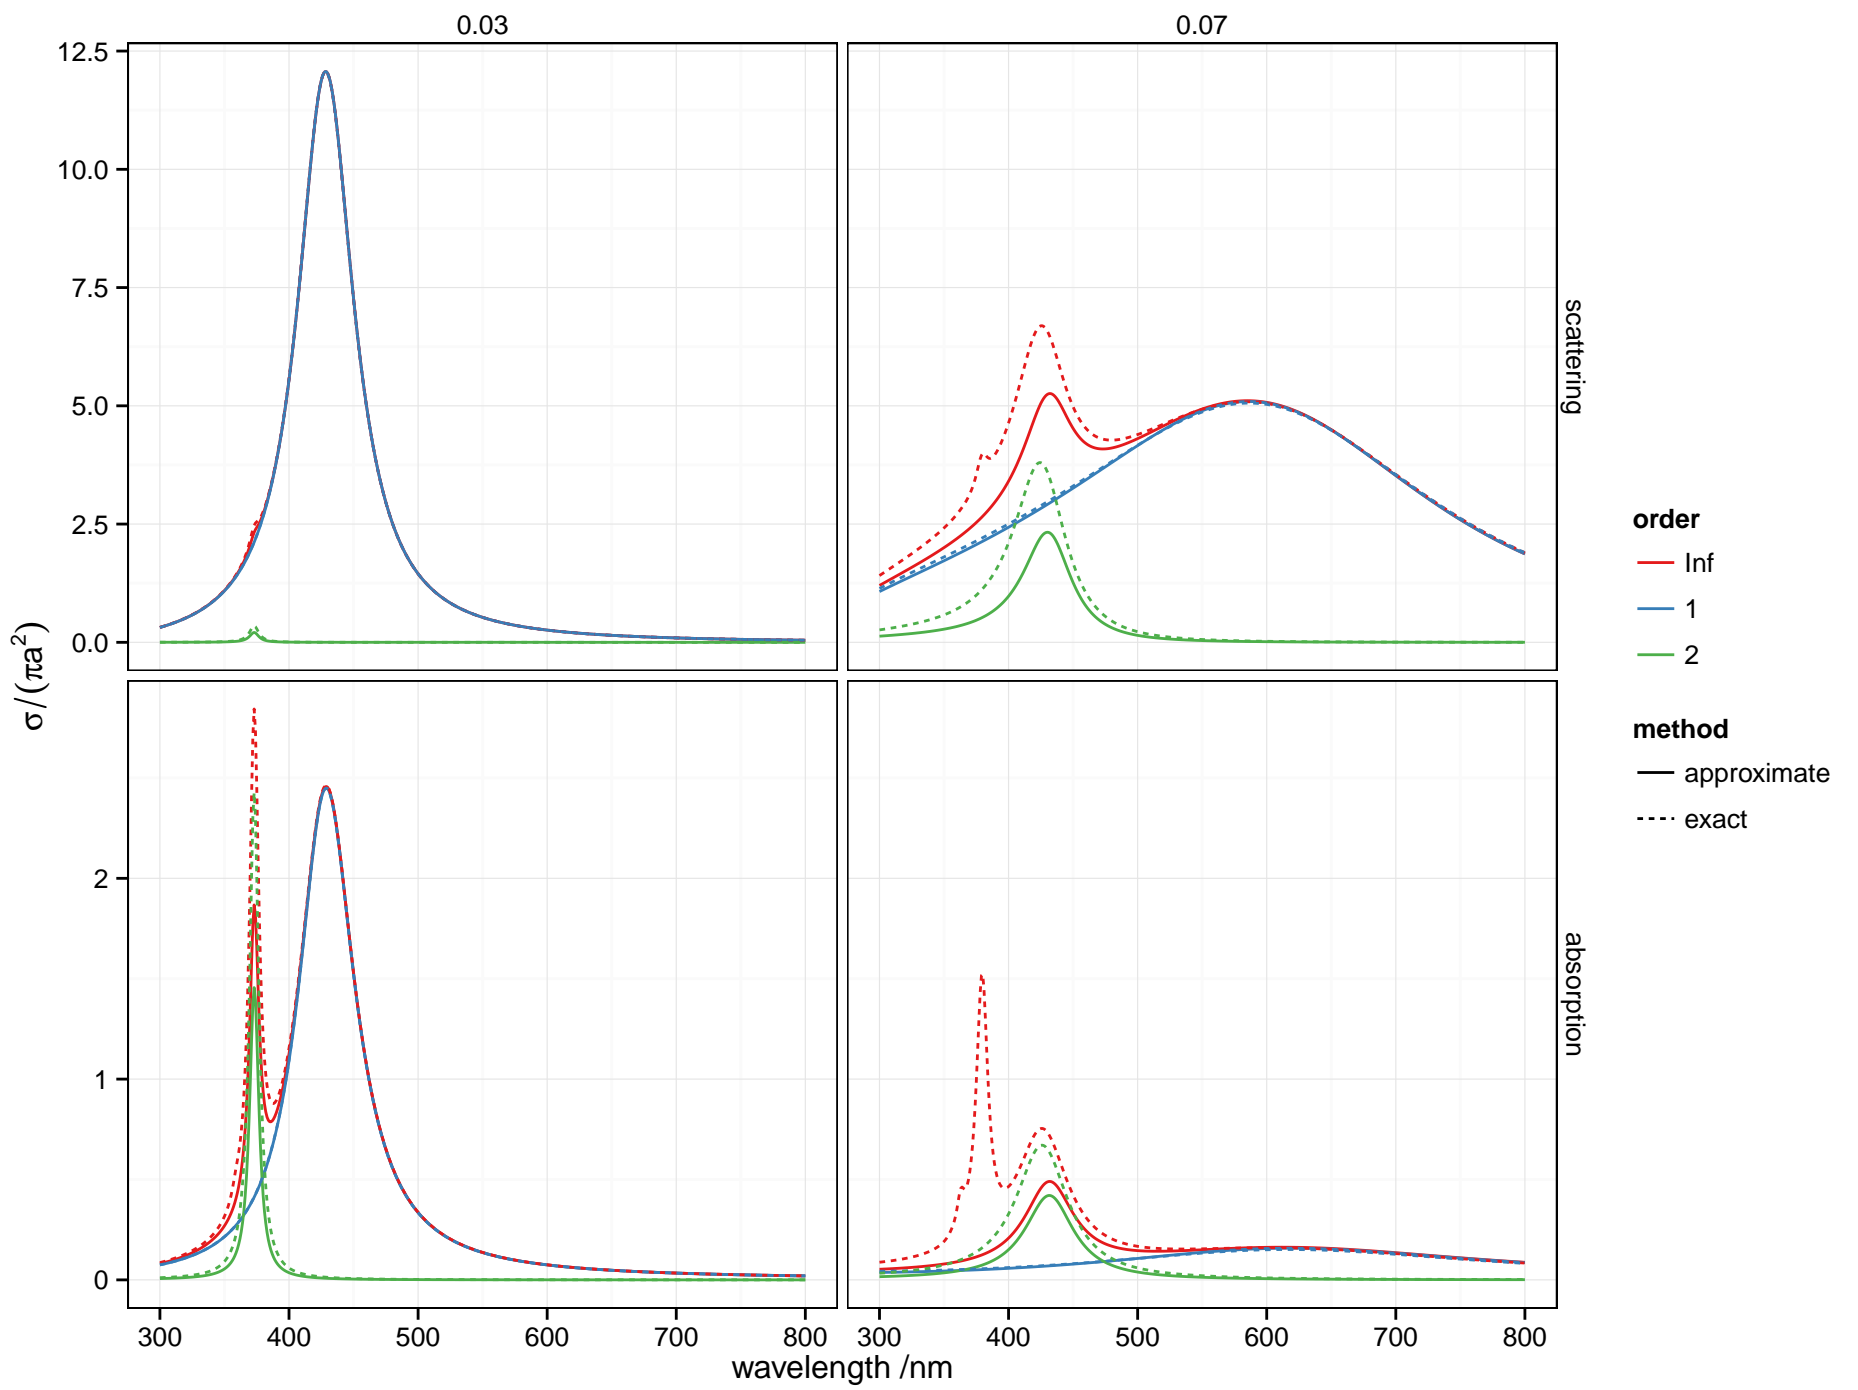 0.03
0.07
12.5
10.0
7.5
5.0
2.5
0.0
scattering
2
1
0
absorption
300 400 500 600 700 800
300 400 500 600 700 800
wavelength /nm
σ/(πa²)
order
Inf
1
2
method
approximate
exact